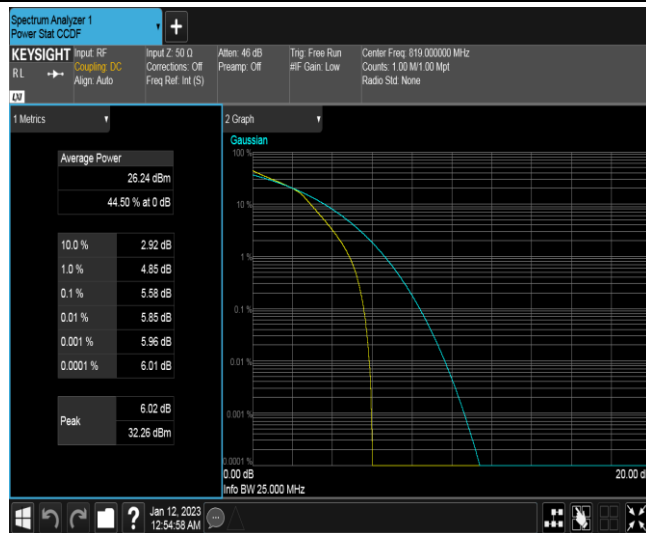 Spectrum Analyzer 1
Power Stat CCDF
+
KEYSIGHT
RL
Input: RF
Coupling: DC
Align: Auto
Input Z: 50 Ω
Corrections: Off
Freq Ref: Int (S)
Atten: 46 dB
Preamp: Off
Trig: Free Run
#IF Gain: Low
Center Freq: 819.000000 MHz
Counts: 1.00 M/1.00 Mpt
Radio Std: None
LXI
1 Metrics
Average Power
26.24 dBm
44.50 % at 0 dB
10.0 % 2.92 dB
1.0 % 4.85 dB
0.1 % 5.58 dB
0.01 % 5.85 dB
0.001 % 5.96 dB
0.0001 % 6.01 dB
Peak
6.02 dB
32.26 dBm
2 Graph
Gaussian
100 %
10 %
1 %
0.1 %
0.01 %
0.001 %
0.0001 %
0.00 dB
20.00 d
Info BW 25.000 MHz
?
Jan 12, 2023
12:54:58 AM